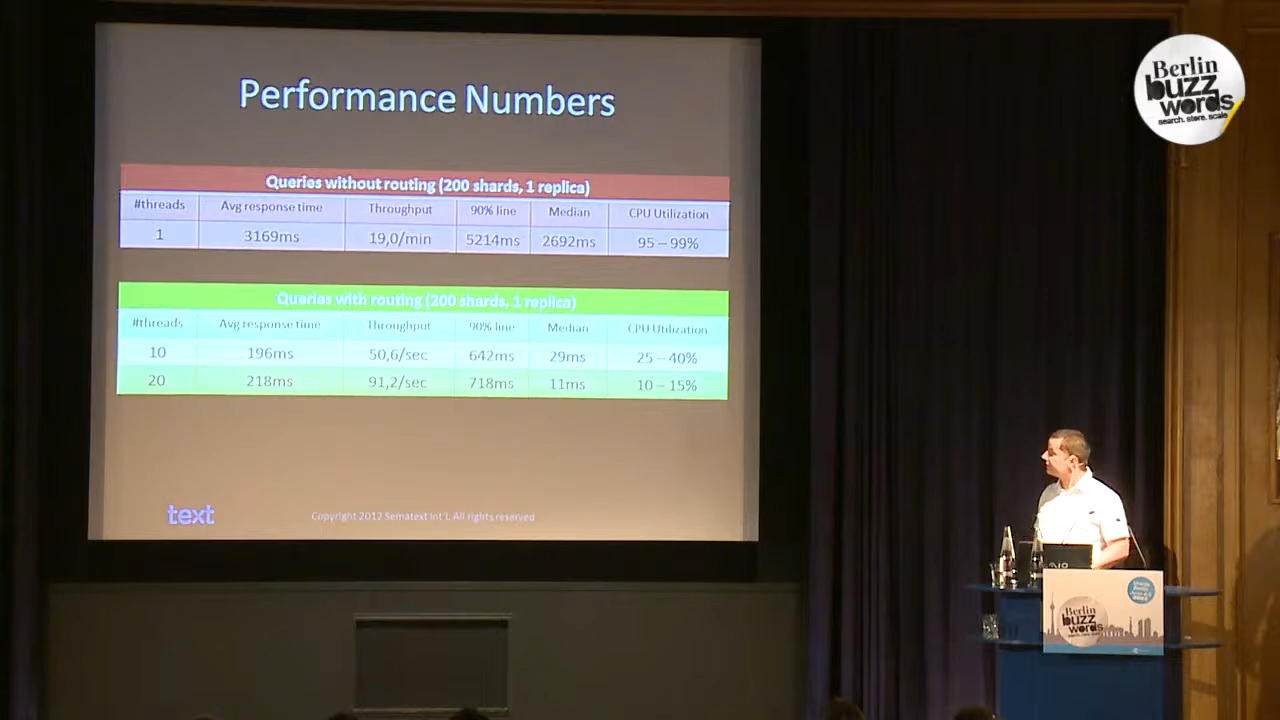 Performance Numbers
Queries without routing (200 shards, 1 replica)
#threads Avg response time Throughput 90% line Median CPU Utilization
1 3169ms 19,0/min 5214ms 2692ms 95 – 99%
Queries with routing (200 shards, 1 replica)
#threads Avg response time Throughput 90% line Median CPU Utilization
10 196ms 50,6/sec 642ms 29ms 25 – 40%
20 218ms 91,2/sec 718ms 11ms 10 – 15%
text
Copyright 2012 Sematext Int'l. All rights reserved
Berlin
buzz
words
search. store. scale
Berlin
buzz
words